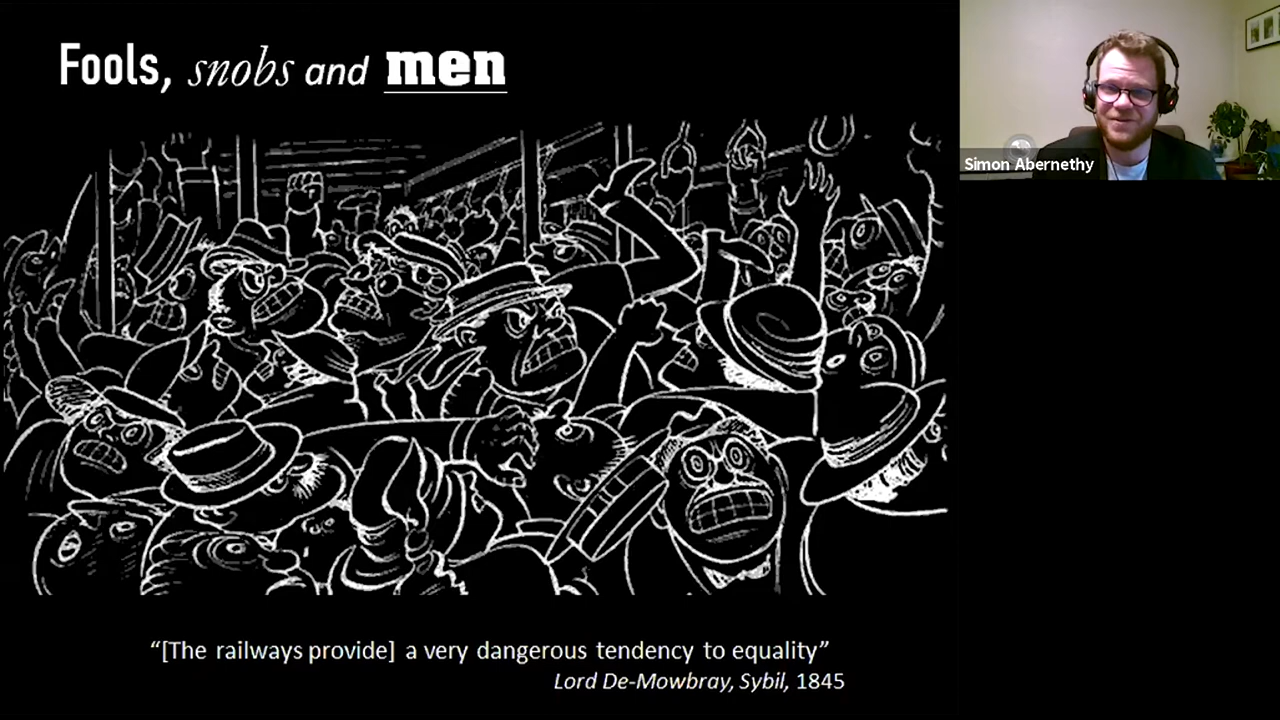 Fools, snobs and men
Simon Abernethy
“[The railways provide] a very dangerous tendency to equality”
Lord De-Mowbray, Sybil, 1845